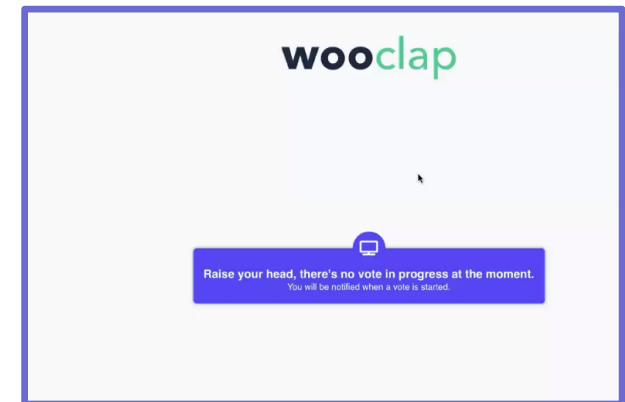 wooclap
Raise your head, there's no vote in progress at the moment.
You will be notified when a vote is started.